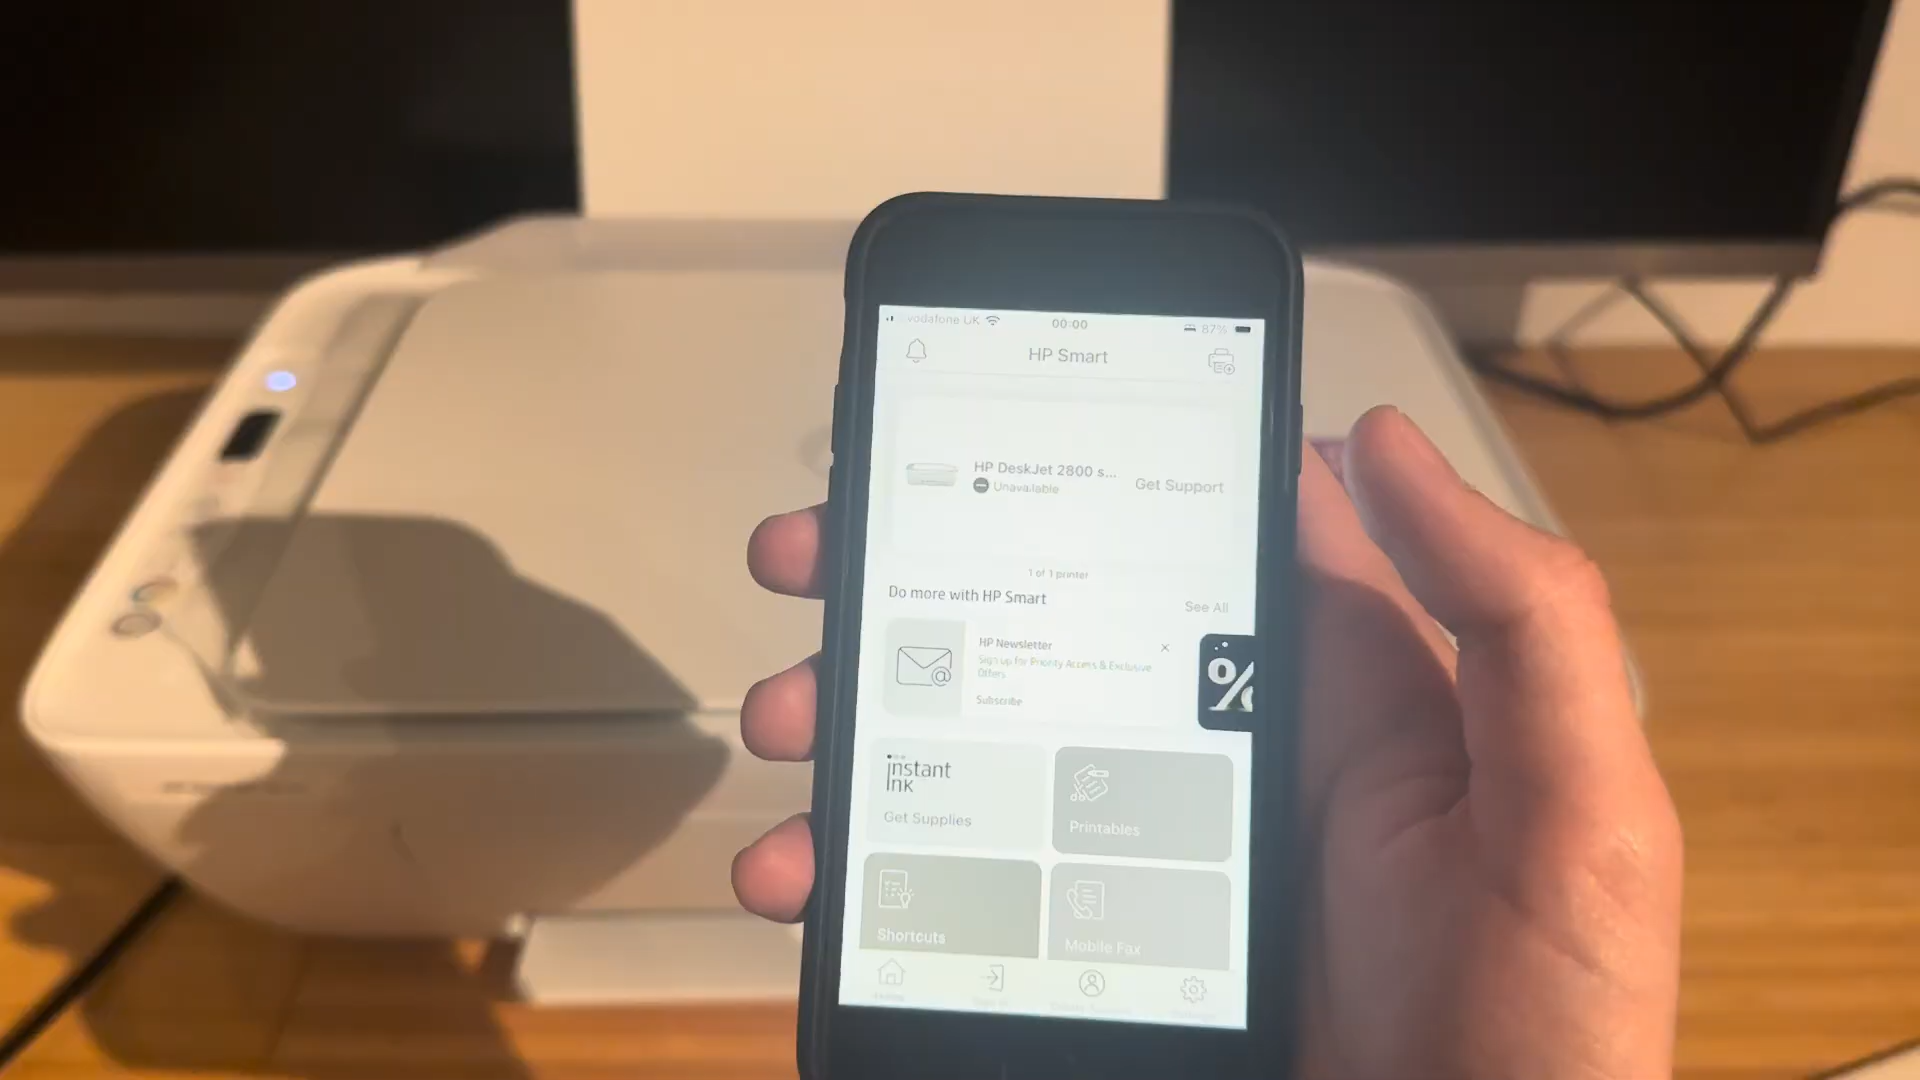 vodafone UK
00:00
87%
HP Smart
HP DeskJet 2800 s...
Unavailable
Get Support
1 of 1 printer
Do more with HP Smart
See All
HP Newsletter
Sign up for Priority Access & Exclusive
Offers
Subscribe
%
instant
ink
Get Supplies
Printables
Shortcuts
Mobile Fax